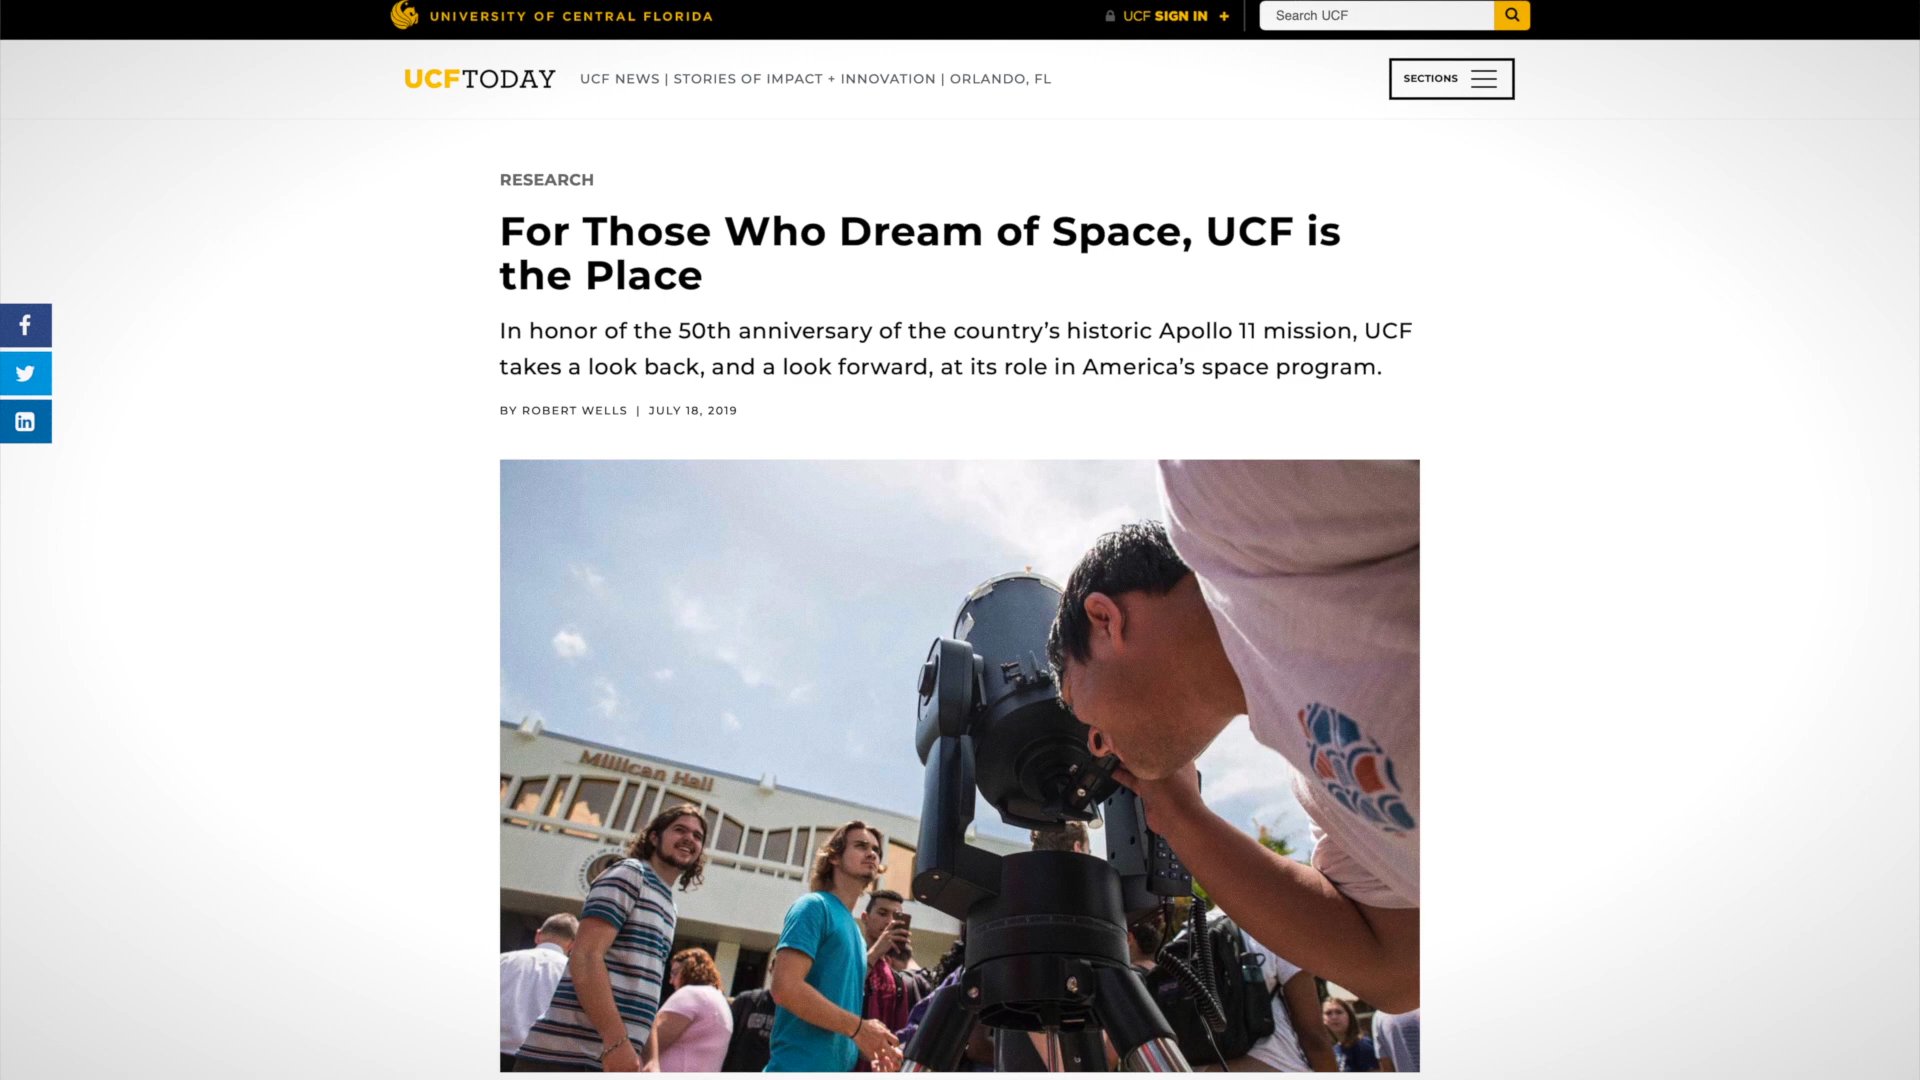 UNIVERSITY OF CENTRAL FLORIDA
UCF SIGN IN +
Search UCF
UCFTODAY
UCF NEWS | STORIES OF IMPACT + INNOVATION | ORLANDO, FL
SECTIONS
RESEARCH
For Those Who Dream of Space, UCF is
the Place
In honor of the 50th anniversary of the country’s historic Apollo 11 mission, UCF
takes a look back, and a look forward, at its role in America’s space program.
BY ROBERT WELLS | JULY 18, 2019
Millican Hall